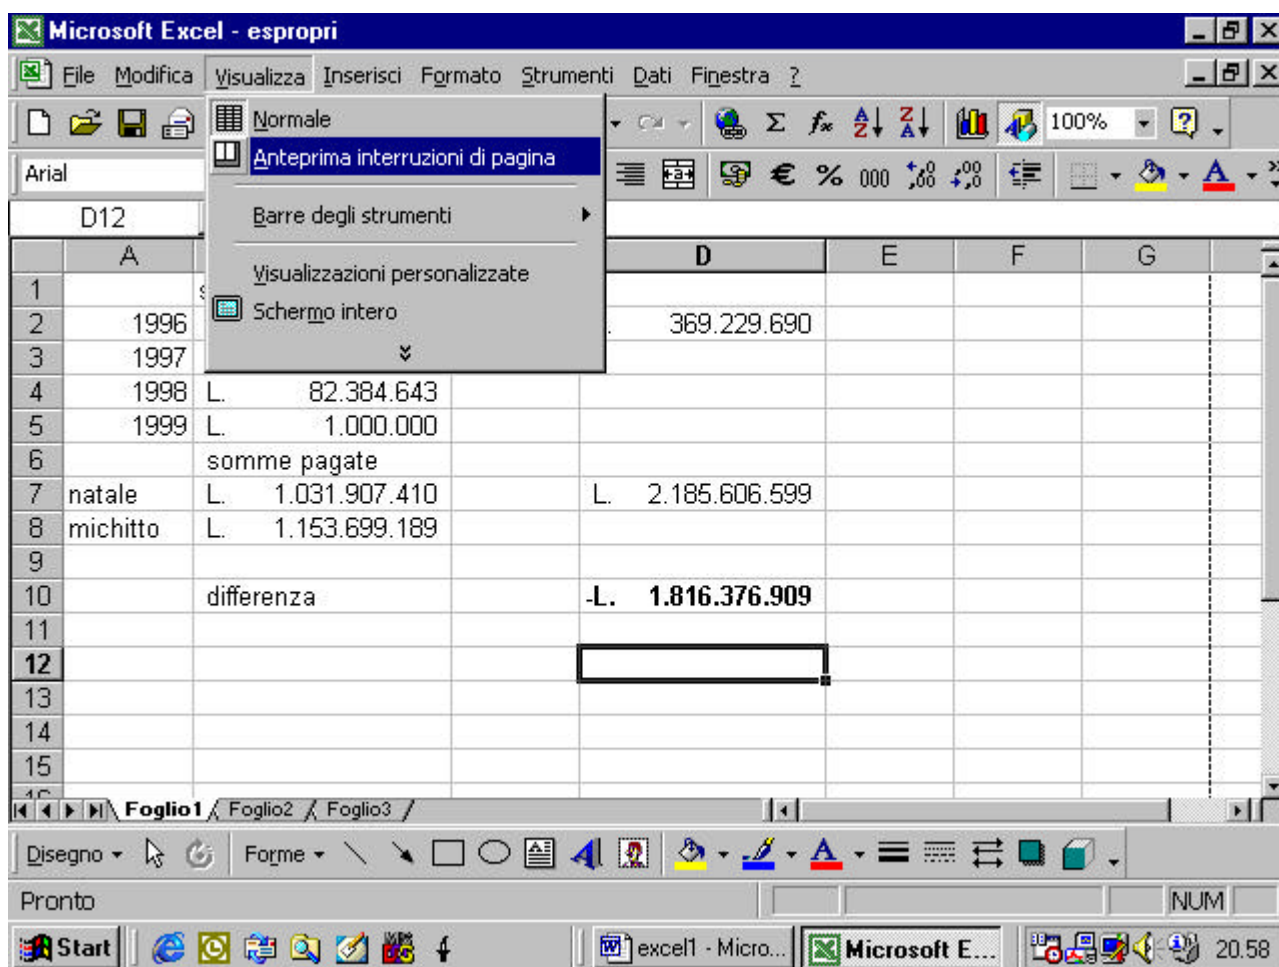 Microsoft Excel - espropri
File Modifica Visualizza Inserisci Formato Strumenti Dati Finestra ?
Normale
Anteprima interruzioni di pagina
Barre degli strumenti
Visualizzazioni personalizzate
Schermo intero
100%
Arial
€ % 000
D12
A D E F G
1
2 1996 369.229.690
3 1997
4 1998 L. 82.384.643
5 1999 L. 1.000.000
6 somme pagate
7 natale L. 1.031.907.410 L. 2.185.606.599
8 michitto L. 1.153.699.189
9
10 differenza -L. 1.816.376.909
11
12
13
14
15
Foglio1 Foglio2 Foglio3
Disegno Forme
Pronto NUM
Start excel1 - Micro... Microsoft E... 20.58